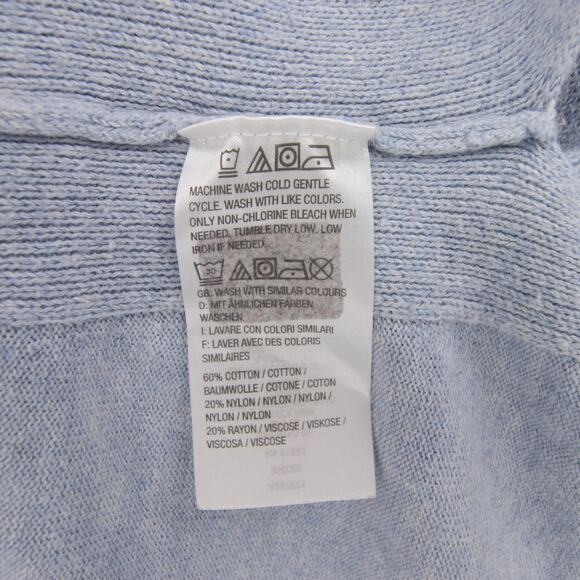 MACHINE WASH COLD GENTLE
CYCLE. WASH WITH LIKE COLORS.
ONLY NON-CHLORINE BLEACH WHEN
NEEDED, TUMBLE DRY LOW. LOW
IRON IF NEEDED.
30
GB: WASH WITH SIMILAR COLOURS
D: MIT ÄHNLICHEN FARBEN
WASCHEN
I: LAVARE CON COLORI SIMILARI
F: LAVER AVEC DES COLORIS
SIMILAIRES
60% COTTON / COTTON /
BAUMWOLLE / COTONE / COTON
20% NYLON / NYLON / NYLON /
NYLON / NYLON
20% RAYON / VISCOSE / VISKOSE /
VISCOSA / VISCOSE